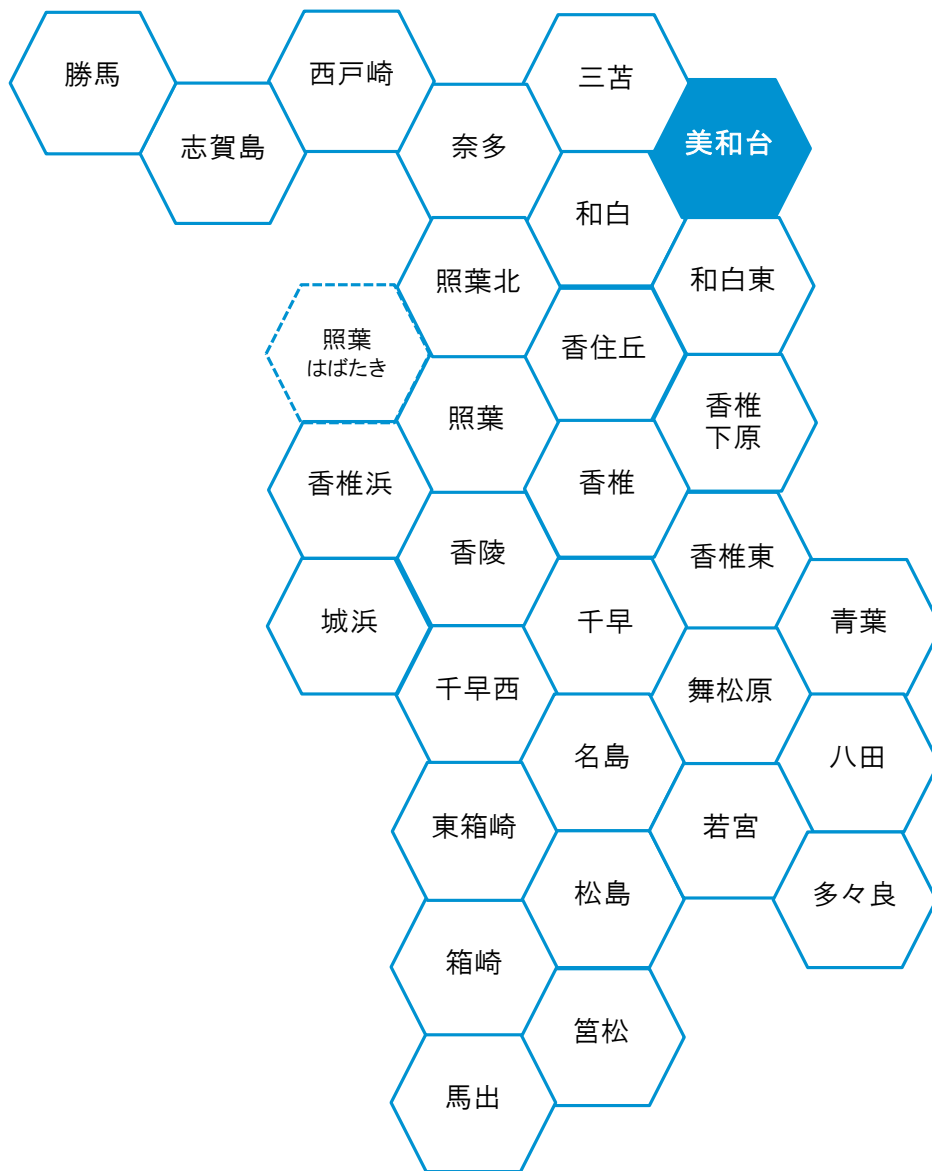 勝馬
西戸崎
三苫
志賀島
奈多
美和台
和白
照葉北
和白東
照葉
はばたき
香住丘
照葉
香椎
下原
香椎浜
香椎
香陵
香椎東
城浜
千早
青葉
千早西
舞松原
名島
八田
東箱崎
若宮
松島
多々良
箱崎
筥松
馬出